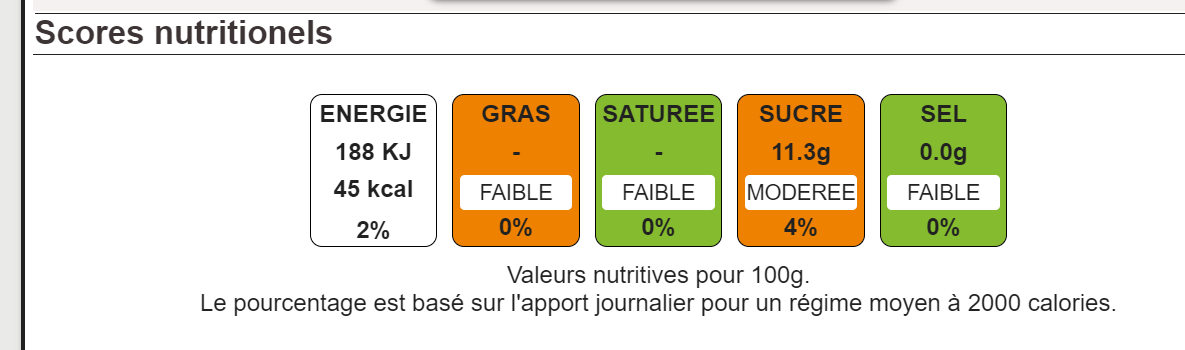 Scores nutritionels
ENERGIE
188 KJ
45 kcal
2%
GRAS
-
FAIBLE
0%
SATUREE
-
FAIBLE
0%
SUCRE
11.3g
MODEREE
4%
SEL
0.0g
FAIBLE
0%
Valeurs nutritives pour 100g.
Le pourcentage est basé sur l'apport journalier pour un régime moyen à 2000 calories.